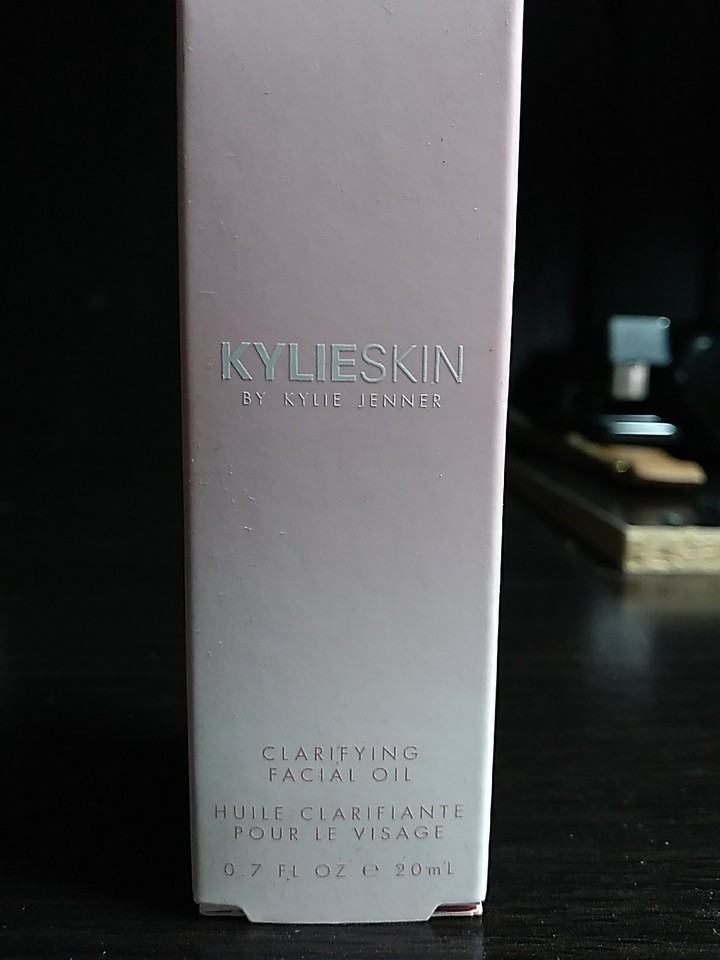 KYLIESKIN
BY KYLIE JENNER
CLARIFYING
FACIAL OIL
HUILE CLARIFIANTE
POUR LE VISAGE
0.7 FL OZ ℮ 20mL